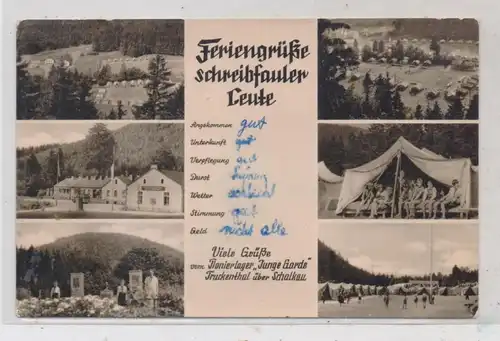 Feriengrüße
schreibfauler
Leute
Angekommen gut
Unterkunft gut
Verpflegung gut
Durst
Wetter schlecht
Stimmung gut
Geld nicht alle
Viele Grüße
vom Pionierlager „Junge Garde"
Truckenthal über Schalkau